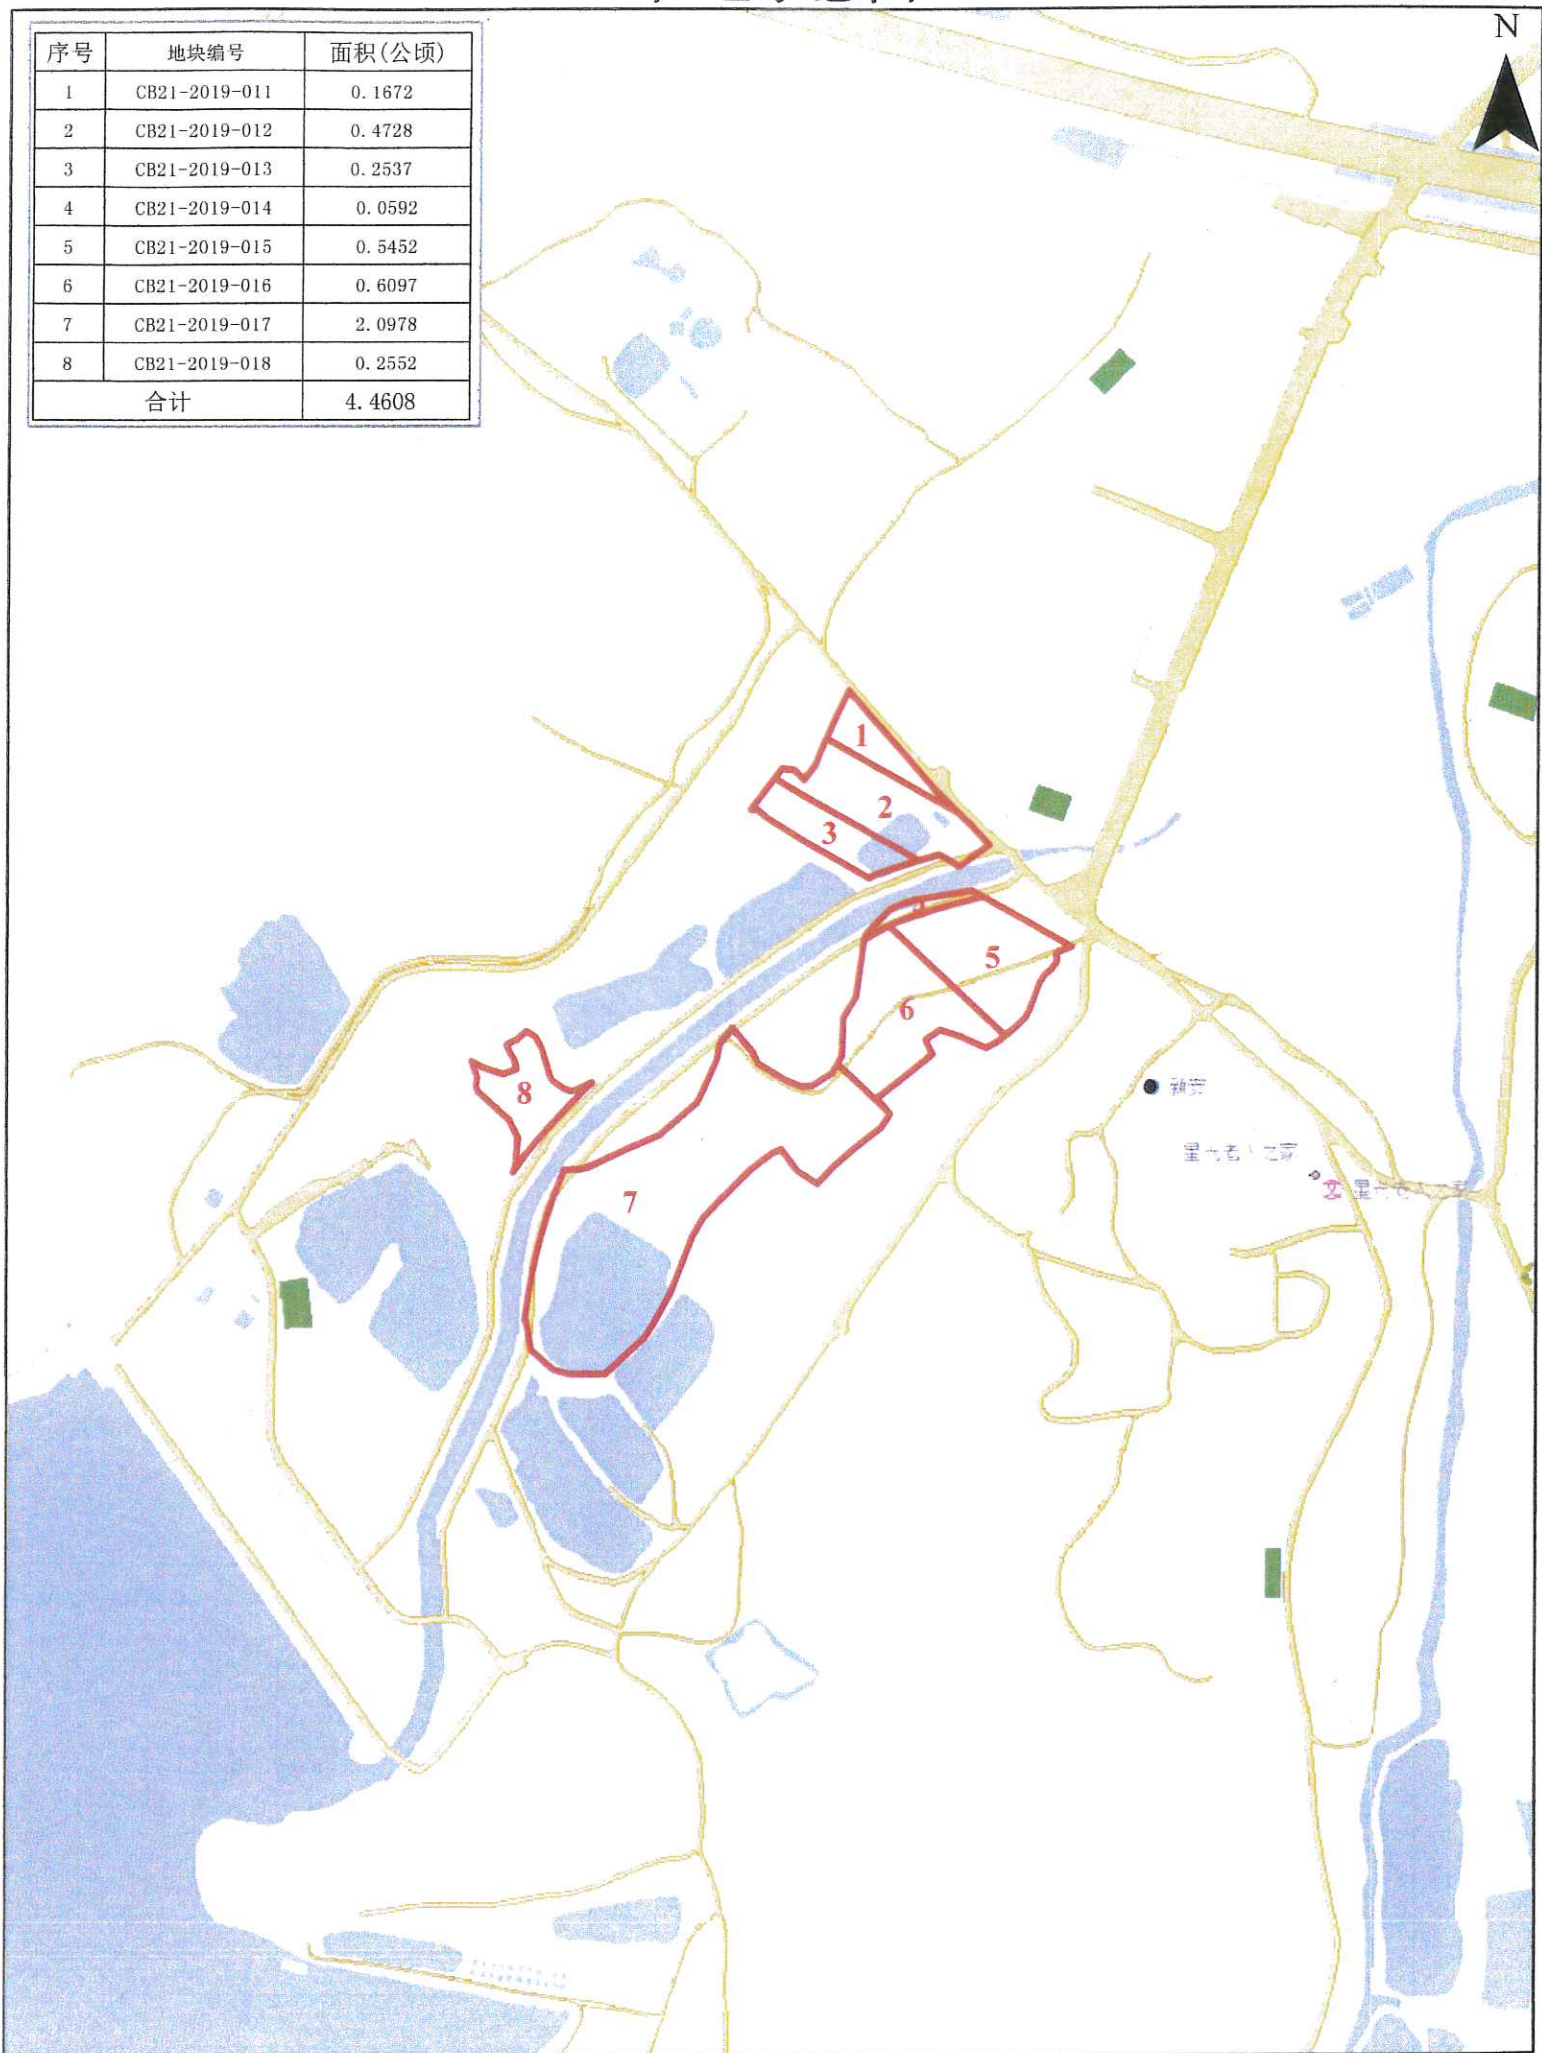 N
序号 地块编号 面积(公顷)
1 CB21-2019-011 0.1672
2 CB21-2019-012 0.4728
3 CB21-2019-013 0.2537
4 CB21-2019-014 0.0592
5 CB21-2019-015 0.5452
6 CB21-2019-016 0.6097
7 CB21-2019-017 2.0978
8 CB21-2019-018 0.2552
合计 4.4608
1
2
3
4
5
6
8
7